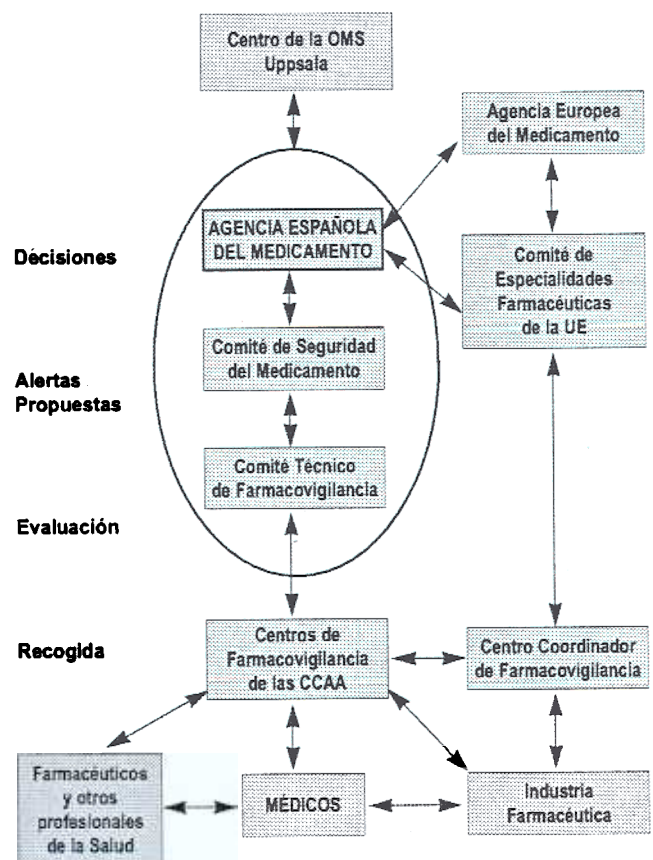 Centro de la OMS
Uppsala
Agencia Europea
del Medicamento
AGENCIA ESPAÑOLA
DEL MEDICAMENTO
Décisiones
Comité de
Especialidades
Farmacéuticas
de la UE
Comité de Seguridad
del Medicamento
Alertas
Propuestas
Comité Técnico
de Farmacovigilancia
Evaluación
Recogida
Centros de
Farmacovigilancia
de las CCAA
Centro Coordinador
de Farmacovigilancia
Farmacéuticos
y otros
profesionales
de la Salud
MÉDICOS
Industria
Farmacéutica